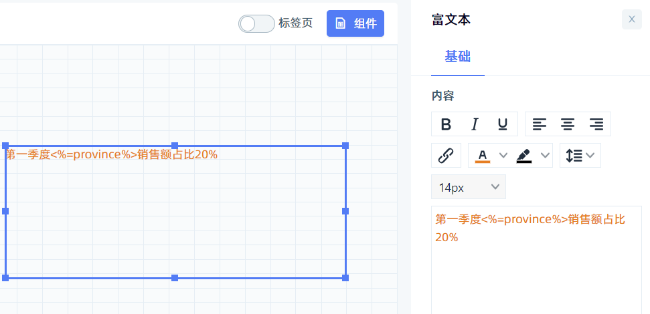 标签页
组件
第一季度<%=province%>销售额占比20%
富文本
X
基础
内容
B I U
A
14px
第一季度<%=province%>销售额占比
20%